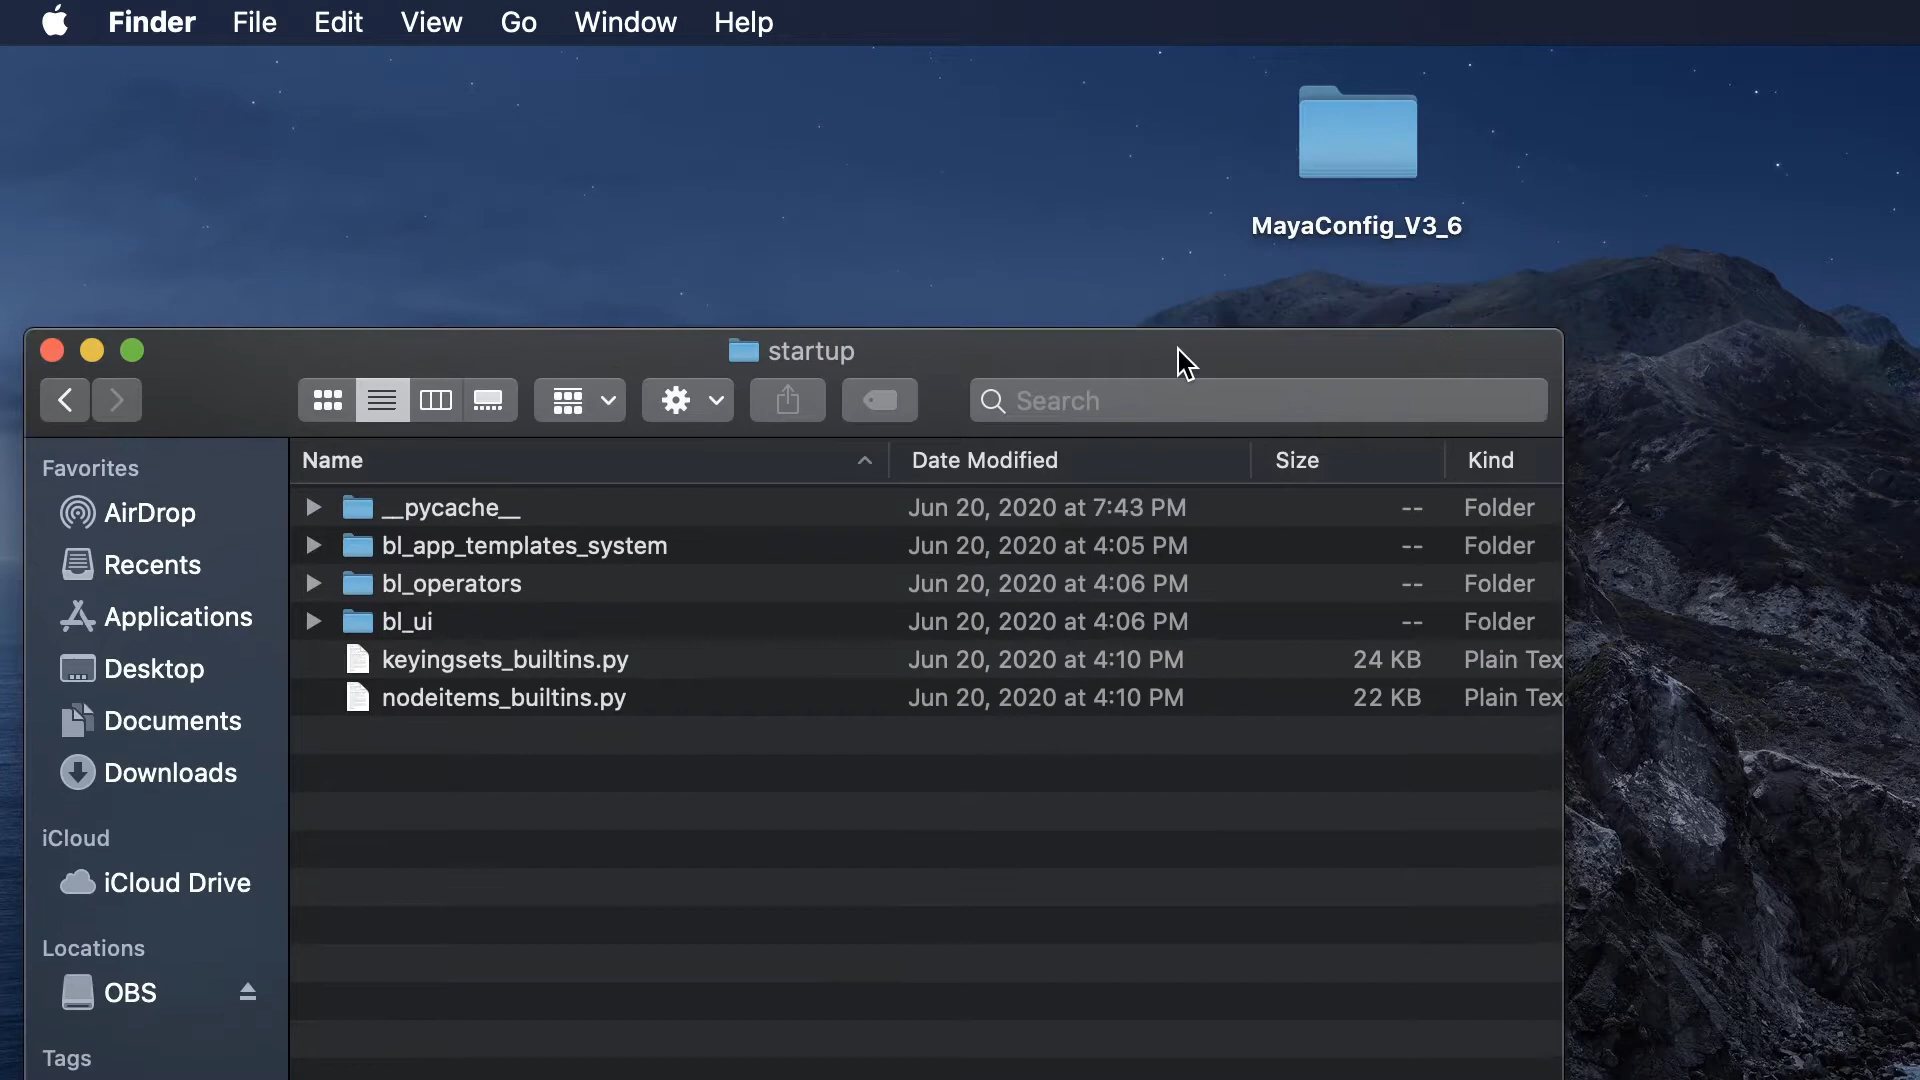 Finder File Edit View Go Window Help
MayaConfig_V3_6
startup
Search
Favorites
AirDrop
Recents
Applications
Desktop
Documents
Downloads
iCloud
iCloud Drive
Locations
OBS
Tags
Name Date Modified Size Kind
__pycache__ Jun 20, 2020 at 7:43 PM -- Folder
bl_app_templates_system Jun 20, 2020 at 4:05 PM -- Folder
bl_operators Jun 20, 2020 at 4:06 PM -- Folder
bl_ui Jun 20, 2020 at 4:06 PM -- Folder
keyingsets_builtins.py Jun 20, 2020 at 4:10 PM 24 KB Plain Tex
nodeitems_builtins.py Jun 20, 2020 at 4:10 PM 22 KB Plain Tex